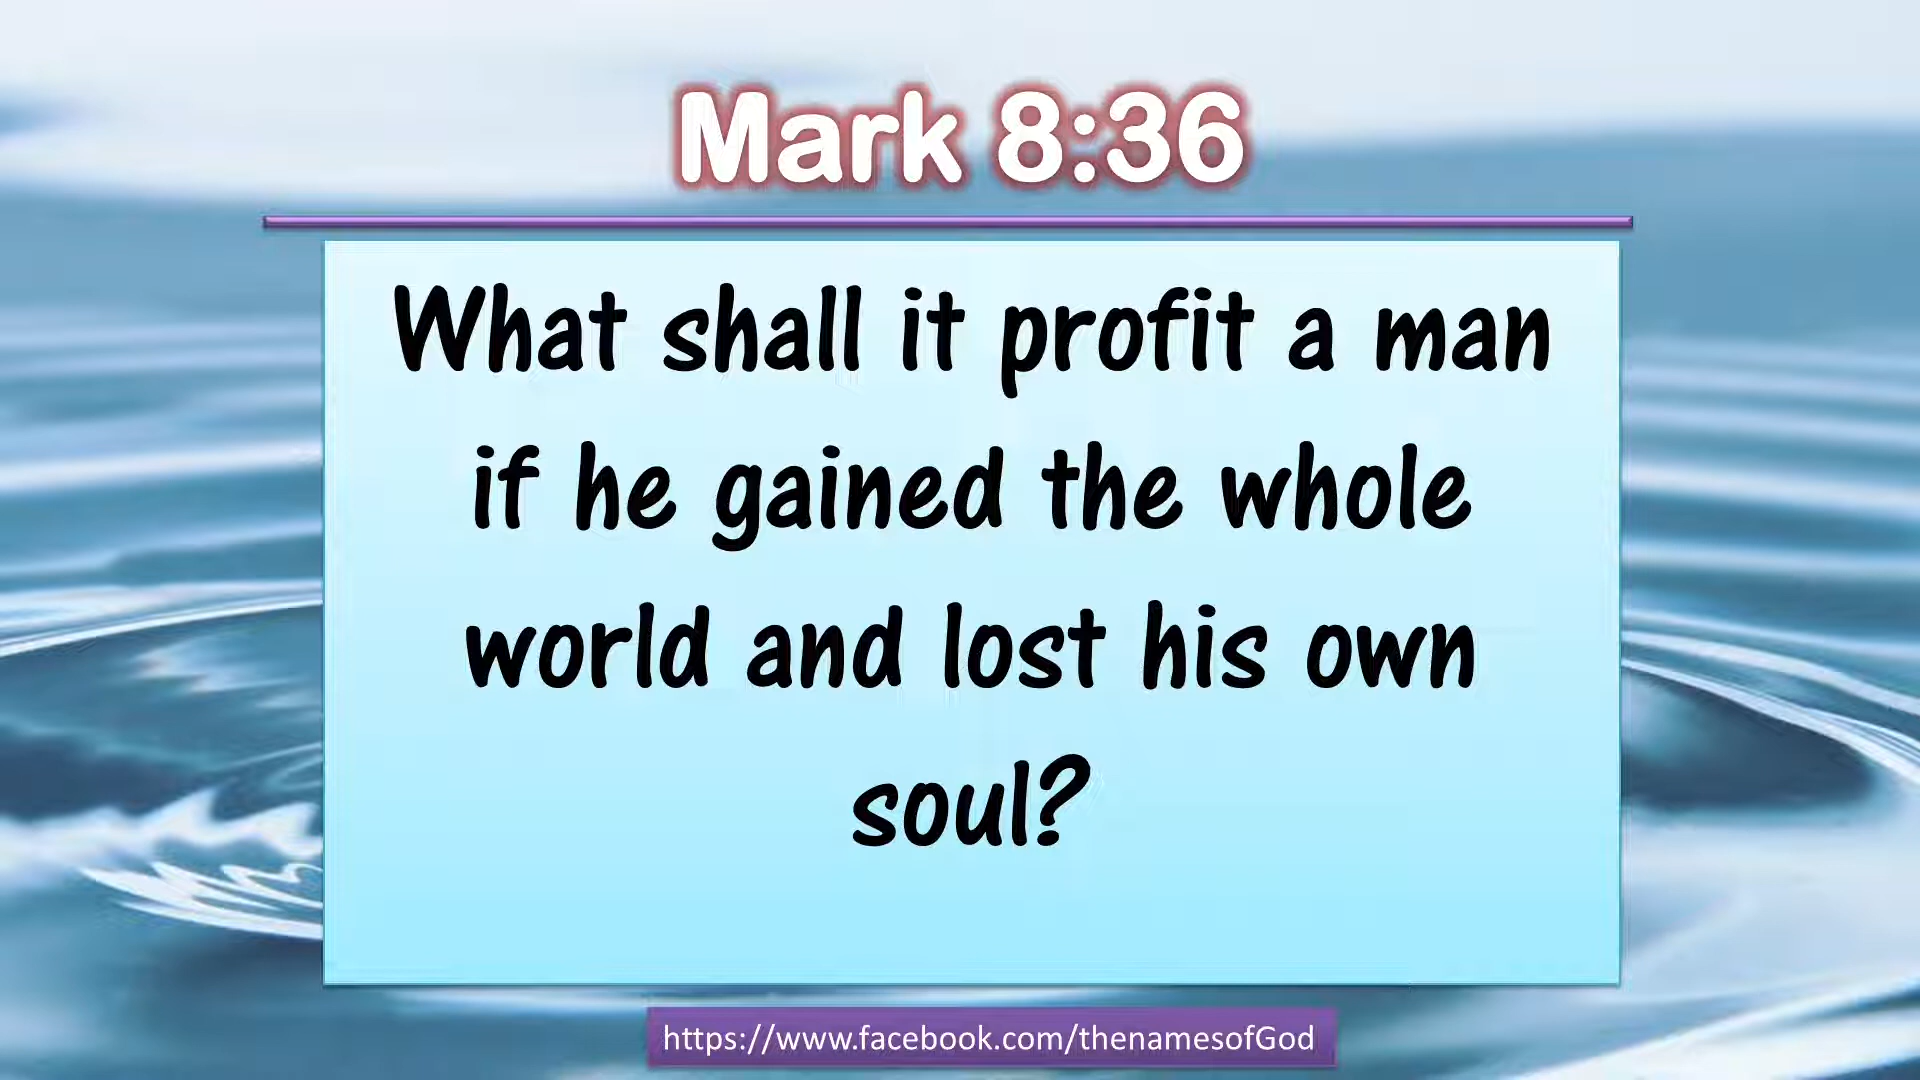 Mark 8:36
What shall it profit a man
if he gained the whole
world and lost his own
soul?
https://www.facebook.com/thenamesofGod